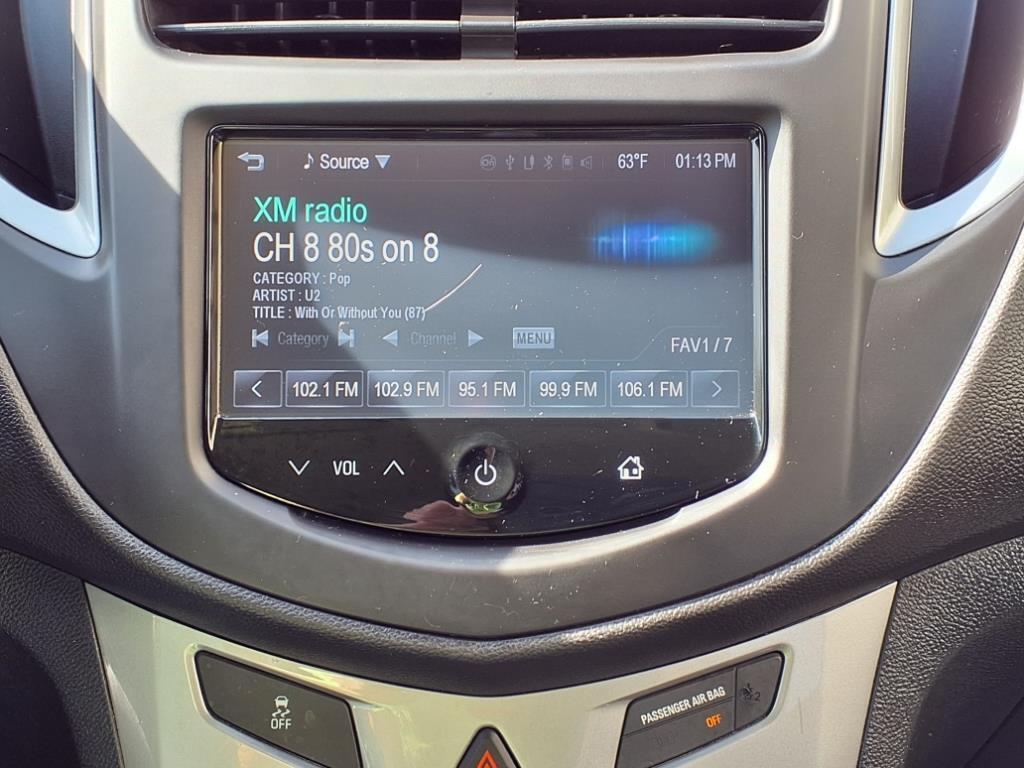 Source 63°F 01:13 PM
XM radio
CH 8 80s on 8
CATEGORY : Pop
ARTIST : U2
TITLE : With Or Without You (87)
Category Channel MENU FAV1 / 7
102.1 FM 102.9 FM 95.1 FM 99.9 FM 106.1 FM
VOL
OFF
PASSENGER AIR BAG
OFF 2